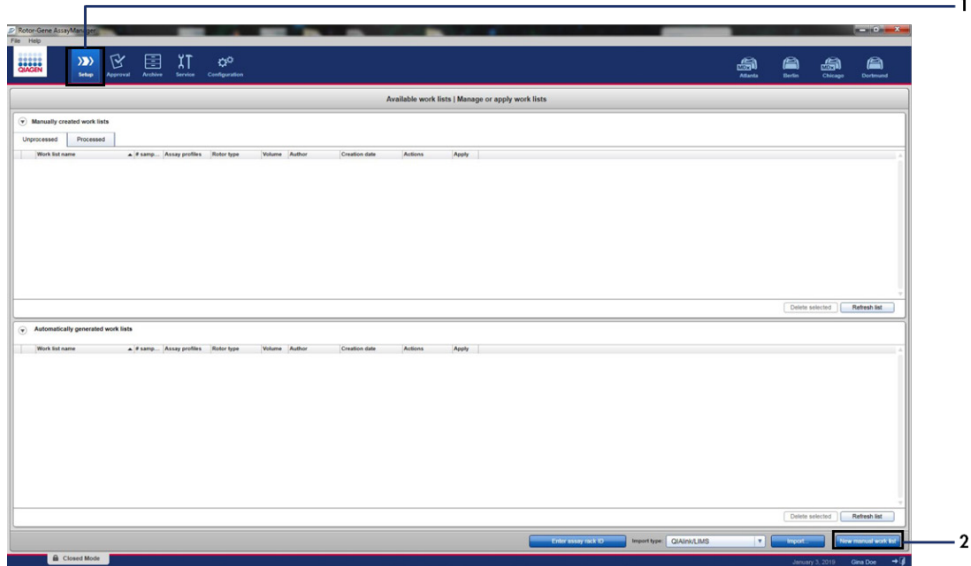 1
Rotor-Gene AssayManager
File Help
QIAGEN
Setup Approval Archive Service Configuration
Atlanta Berlin Chicago Dortmund
Available work lists | Manage or apply work lists
Manually created work lists
Unprocessed Processed
Work list name # samp... Assay profiles Rotor type Volume Author Creation date Actions Apply
Delete selected Refresh list
Automatically generated work lists
Work list name # samp... Assay profiles Rotor type Volume Author Creation date Actions Apply
Delete selected Refresh list
Enter assay rack ID Import type: QIAlink/LIMS Import... New manual work list
2
Closed Mode
January 3, 2019 Gina Doe